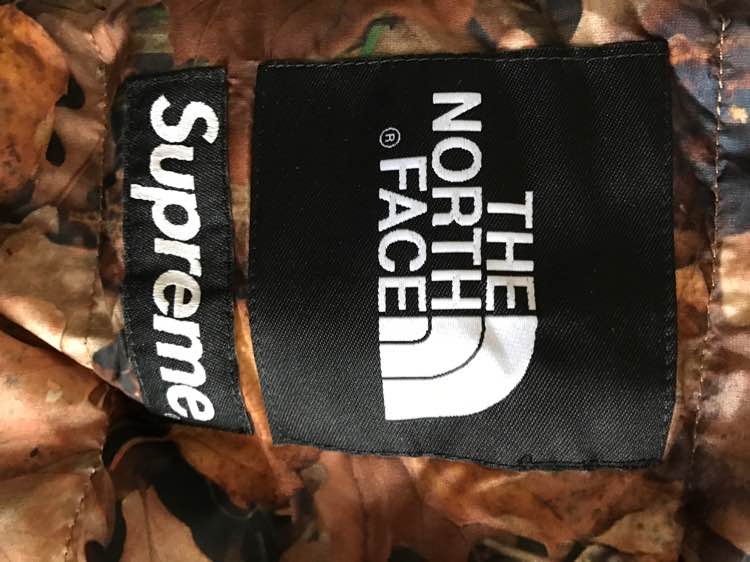 THE
NORTH
FACE
®
Supreme